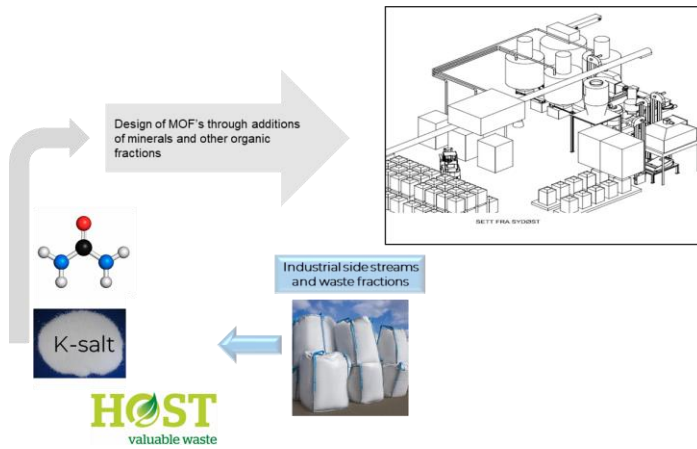 Design of MOF's through additions
of minerals and other organic
fractions
SETT FRA SYDØST
Industrial side streams
and waste fractions
K-salt
HØST
valuable waste